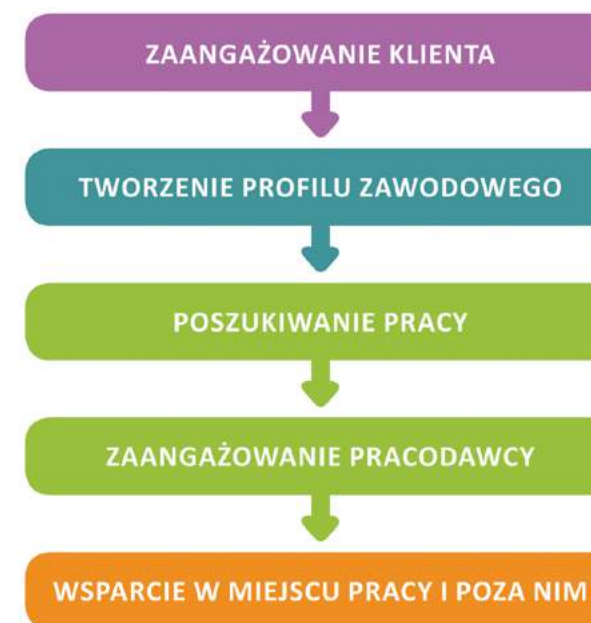 ZAANGAŻOWANIE KLIENTA
TWORZENIE PROFILU ZAWODOWEGO
POSZUKIWANIE PRACY
ZAANGAŻOWANIE PRACODAWCY
WSPARCIE W MIEJSCU PRACY I POZA NIM